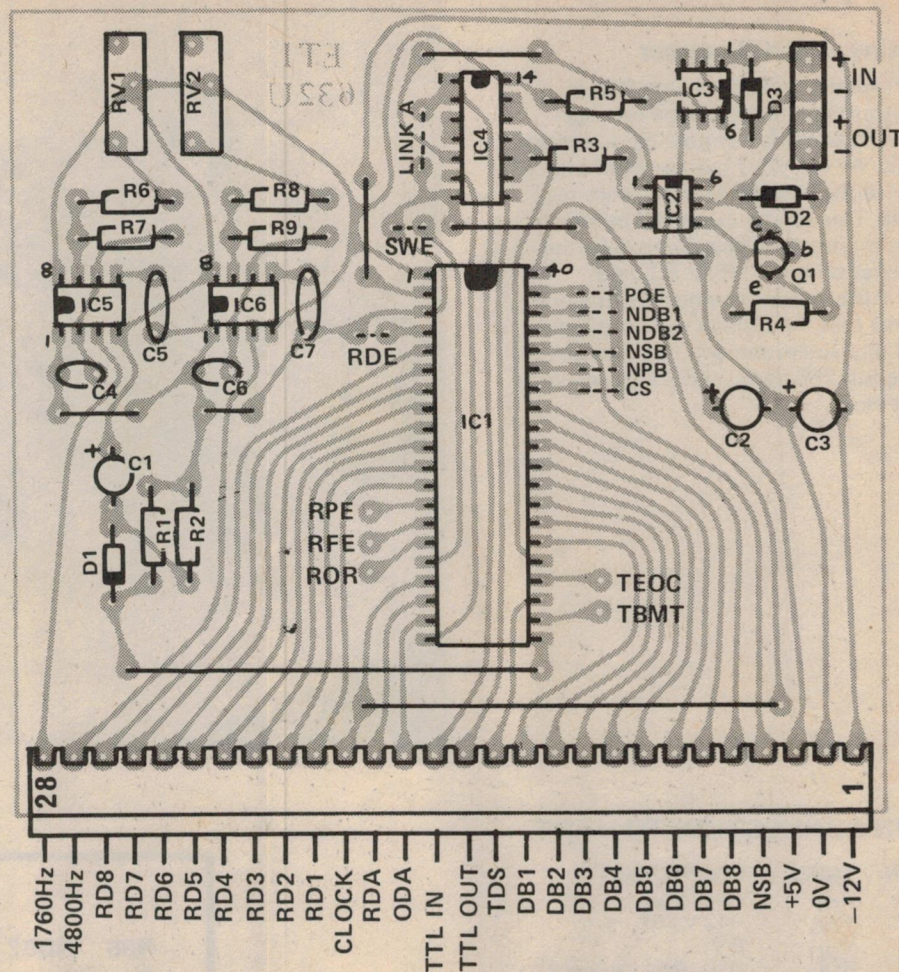 ETI
632U
RV1
RV2
1
14
IC4
LINK A
R5
R3
1
IC3
6
D3
+
IN
-
+
OUT
-
1
6
IC2
D2
c
b
Q1
e
R4
R6
R7
R8
R9
8
IC5
1
C5
C4
8
IC6
1
C7
C6
SWE
RDE
1
40
IC1
POE
NDB1
NDB2
NSB
NPB
CS
+
C2
+
C3
+
C1
D1
R1
R2
RPE
RFE
ROR
TEOC
TBMT
28
1
1760Hz
4800Hz
RD8
RD7
RD6
RD5
RD4
RD3
RD2
RD1
CLOCK
RDA
ODA
TTL IN
TTL OUT
TDS
DB1
DB2
DB3
DB4
DB5
DB6
DB7
DB8
NSB
+5V
0V
-12V